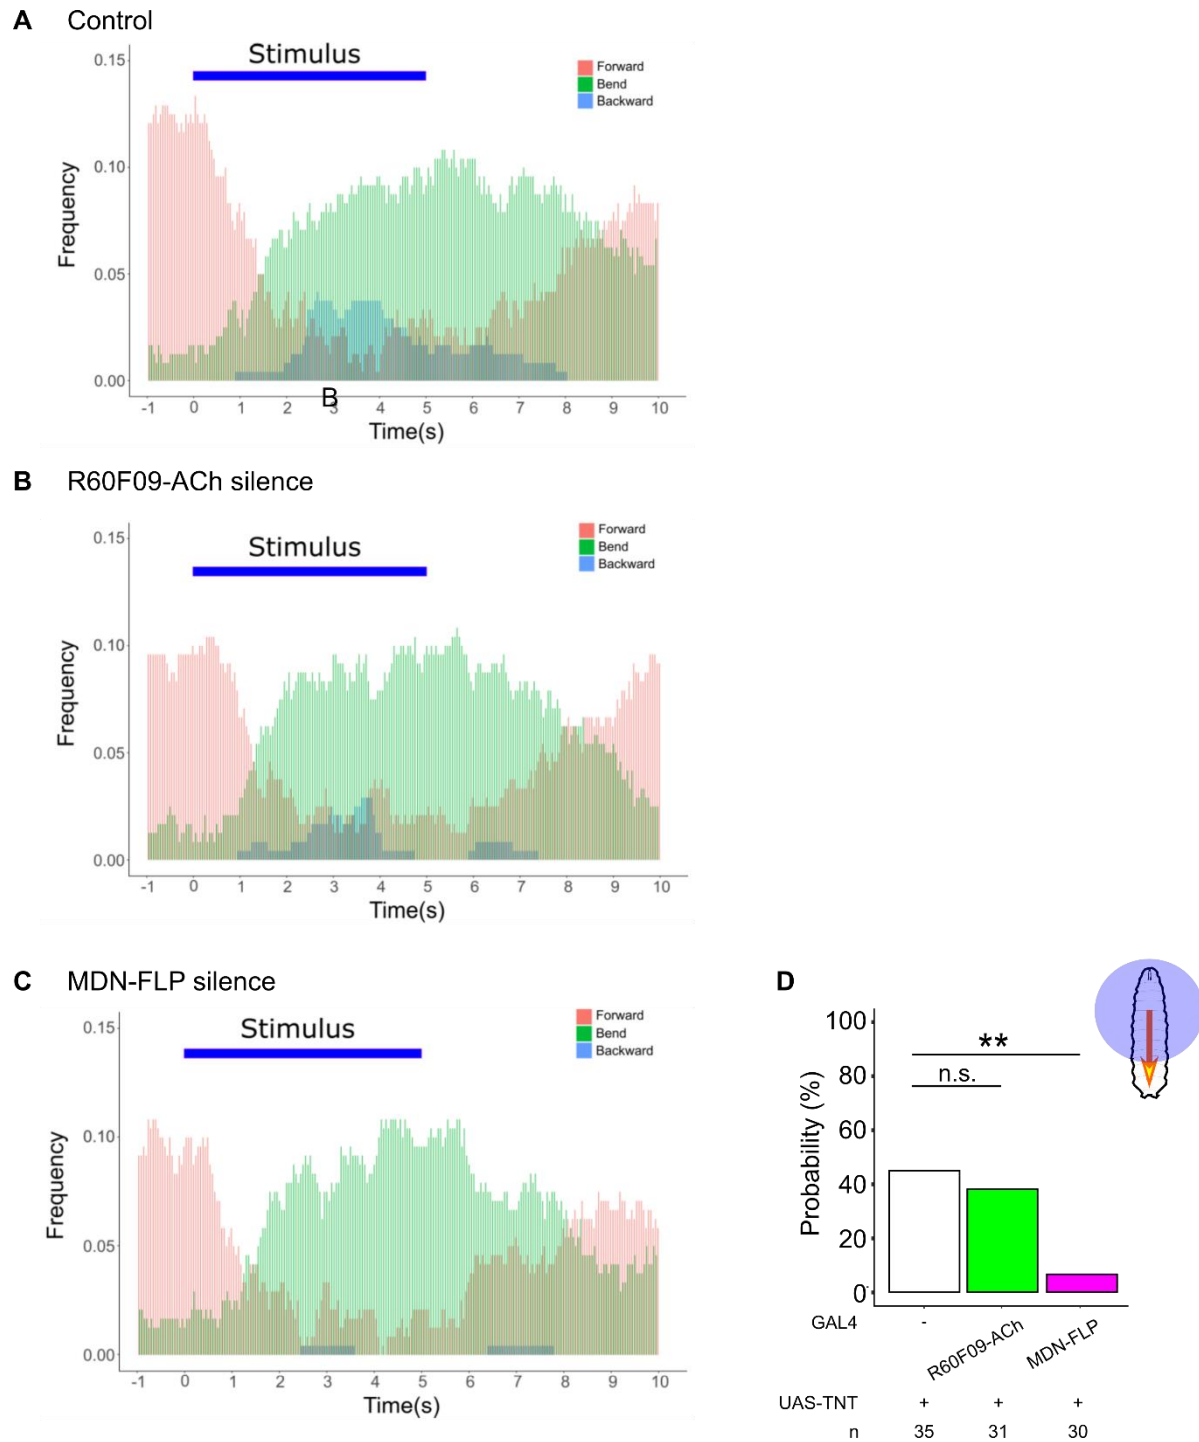 A Control
Stimulus
Forward
Bend
Backward
0.15
0.10
0.05
0.00
Frequency
-1 0 1 2 3 4 5 6 7 8 9 10
B
Time(s)
B R60F09-ACh silence
Stimulus
Forward
Bend
Backward
0.15
0.10
0.05
0.00
Frequency
-1 0 1 2 3 4 5 6 7 8 9 10
Time(s)
C MDN-FLP silence
Stimulus
Forward
Bend
Backward
0.15
0.10
0.05
0.00
Frequency
-1 0 1 2 3 4 5 6 7 8 9 10
Time(s)
D
100
80
60
40
20
0
Probability (%)
**
n.s.
GAL4 - R60F09-ACh MDN-FLP
UAS-TNT + + +
n 35 31 30